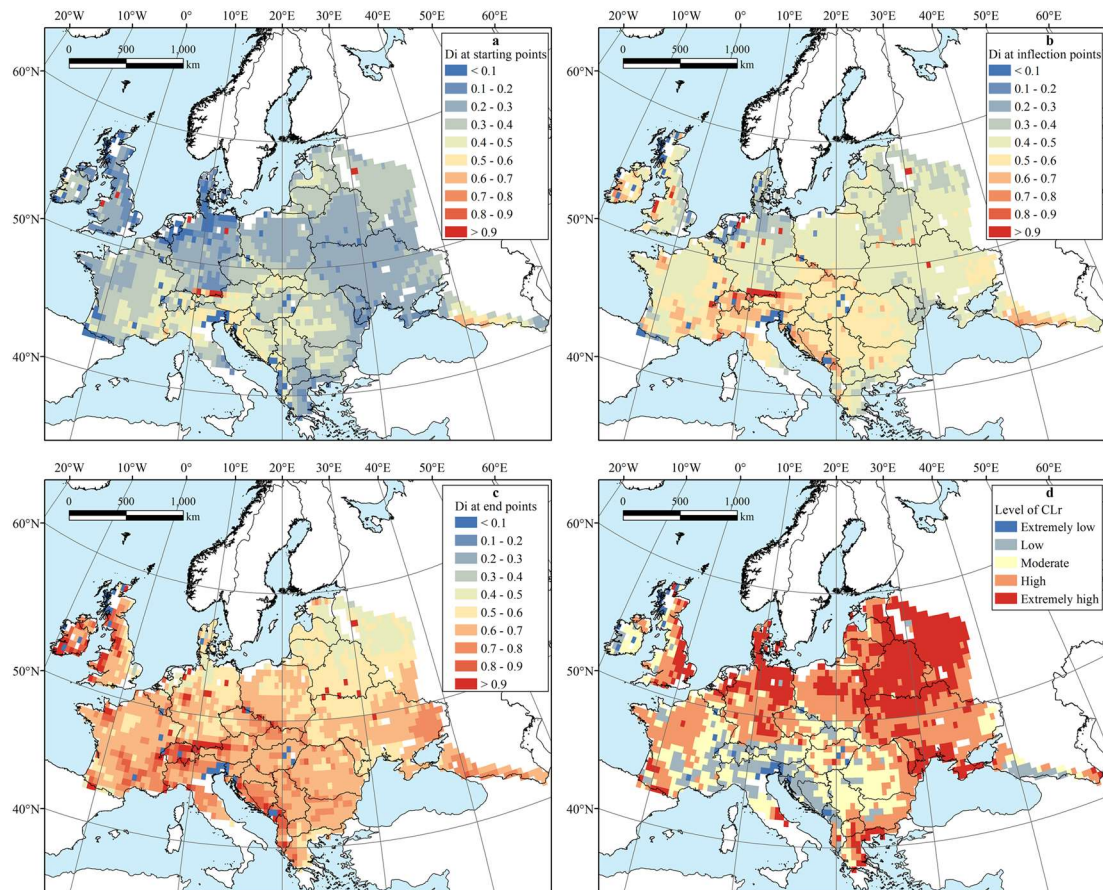 20°W 10°W 0° 10°E 20°E 30°E 40°E 50°E 60°E
0 500 1,000
km
60°N
50°N
40°N
a
Di at starting points
< 0.1
0.1 - 0.2
0.2 - 0.3
0.3 - 0.4
0.4 - 0.5
0.5 - 0.6
0.6 - 0.7
0.7 - 0.8
0.8 - 0.9
> 0.9
20°W 10°W 0° 10°E 20°E 30°E 40°E 50°E 60°E
0 500 1,000
km
60°N
50°N
40°N
b
Di at inflection points
< 0.1
0.1 - 0.2
0.2 - 0.3
0.3 - 0.4
0.4 - 0.5
0.5 - 0.6
0.6 - 0.7
0.7 - 0.8
0.8 - 0.9
> 0.9
20°W 10°W 0° 10°E 20°E 30°E 40°E 50°E 60°E
0 500 1,000
km
60°N
50°N
40°N
c
Di at end points
< 0.1
0.1 - 0.2
0.2 - 0.3
0.3 - 0.4
0.4 - 0.5
0.5 - 0.6
0.6 - 0.7
0.7 - 0.8
0.8 - 0.9
> 0.9
20°W 10°W 0° 10°E 20°E 30°E 40°E 50°E 60°E
0 500 1,000
km
60°N
50°N
40°N
d
Level of CLr
Extremely low
Low
Moderate
High
Extremely high